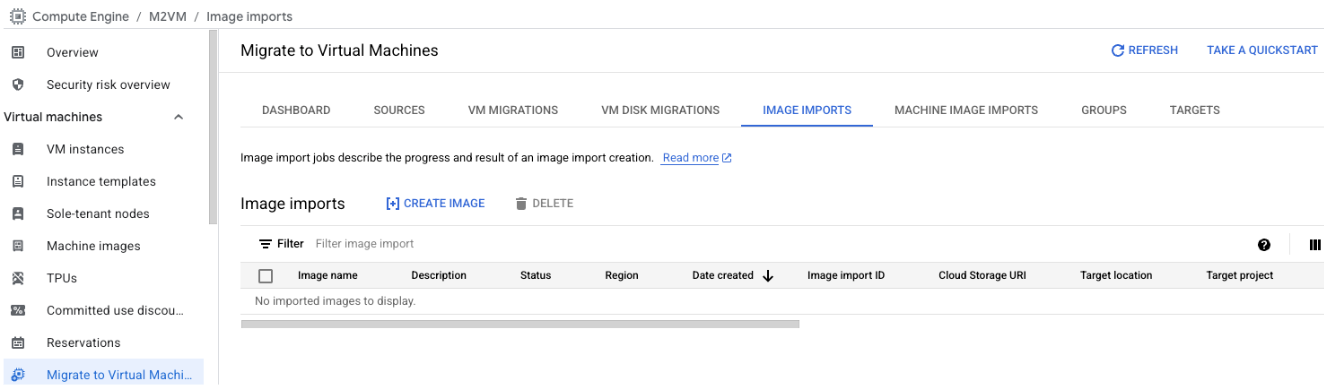 Compute Engine / M2VM / Image imports
Overview
Security risk overview
Virtual machines
VM instances
Instance templates
Sole-tenant nodes
Machine images
TPUs
Committed use discou...
Reservations
Migrate to Virtual Machi...
Migrate to Virtual Machines REFRESH TAKE A QUICKSTART
DASHBOARD SOURCES VM MIGRATIONS VM DISK MIGRATIONS IMAGE IMPORTS MACHINE IMAGE IMPORTS GROUPS TARGETS
Image import jobs describe the progress and result of an image import creation. Read more
Image imports CREATE IMAGE DELETE
Filter Filter image import
Image name Description Status Region Date created Image import ID Cloud Storage URI Target location Target project
No imported images to display.